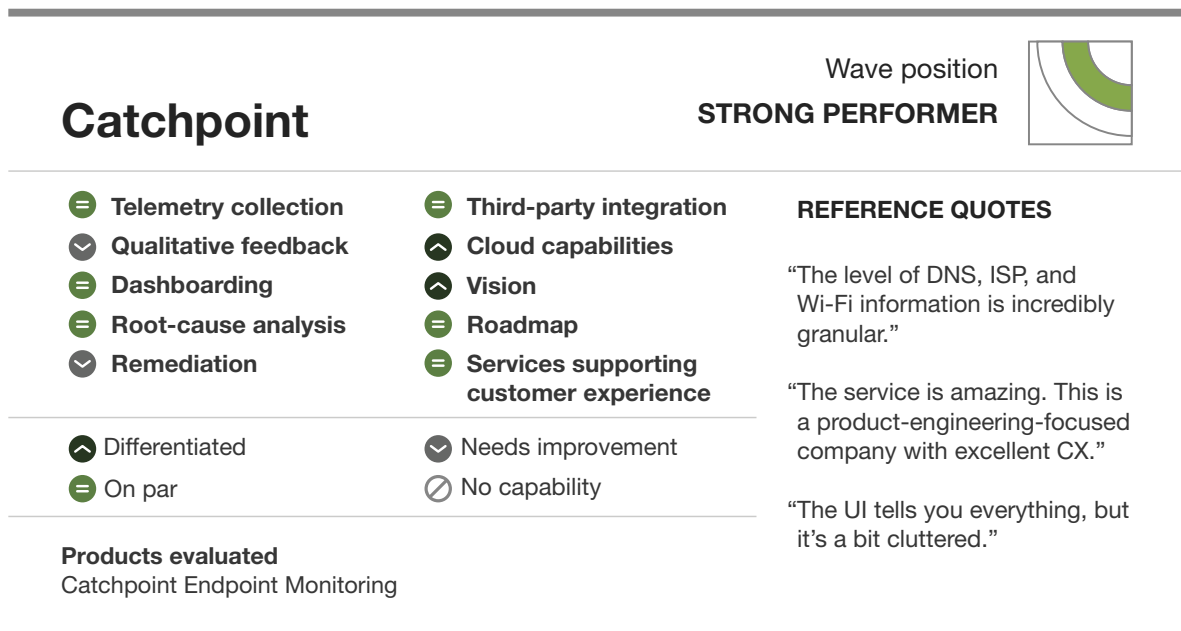 Wave position
STRONG PERFORMER
Catchpoint
Telemetry collection
Qualitative feedback
Dashboarding
Root-cause analysis
Remediation
Third-party integration
Cloud capabilities
Vision
Roadmap
Services supporting
customer experience
Differentiated
On par
Needs improvement
No capability
Products evaluated
Catchpoint Endpoint Monitoring
REFERENCE QUOTES
“The level of DNS, ISP, and
Wi-Fi information is incredibly
granular.”
“The service is amazing. This is
a product-engineering-focused
company with excellent CX.”
“The UI tells you everything, but
it’s a bit cluttered.”